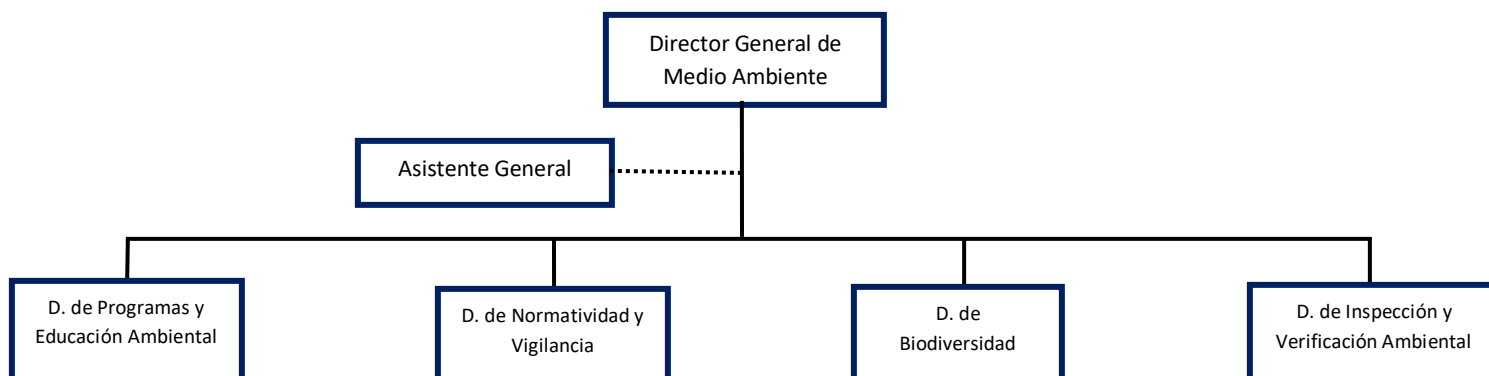 Director General de
Medio Ambiente
Asistente General
D. de Programas y
Educación Ambiental
D. de Normatividad y
Vigilancia
D. de
Biodiversidad
D. de Inspección y
Verificación Ambiental